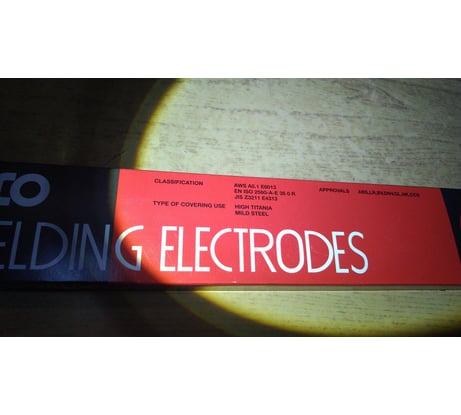 CO
CLASSIFICATION AWS A5.1 E6013 APPROVALS
EN ISO 2560-A-E 35 0 R
JIS Z3211 E4313
TYPE OF COVERING USE HIGH TITANIA
MILD STEEL
ELDING ELECTRODES